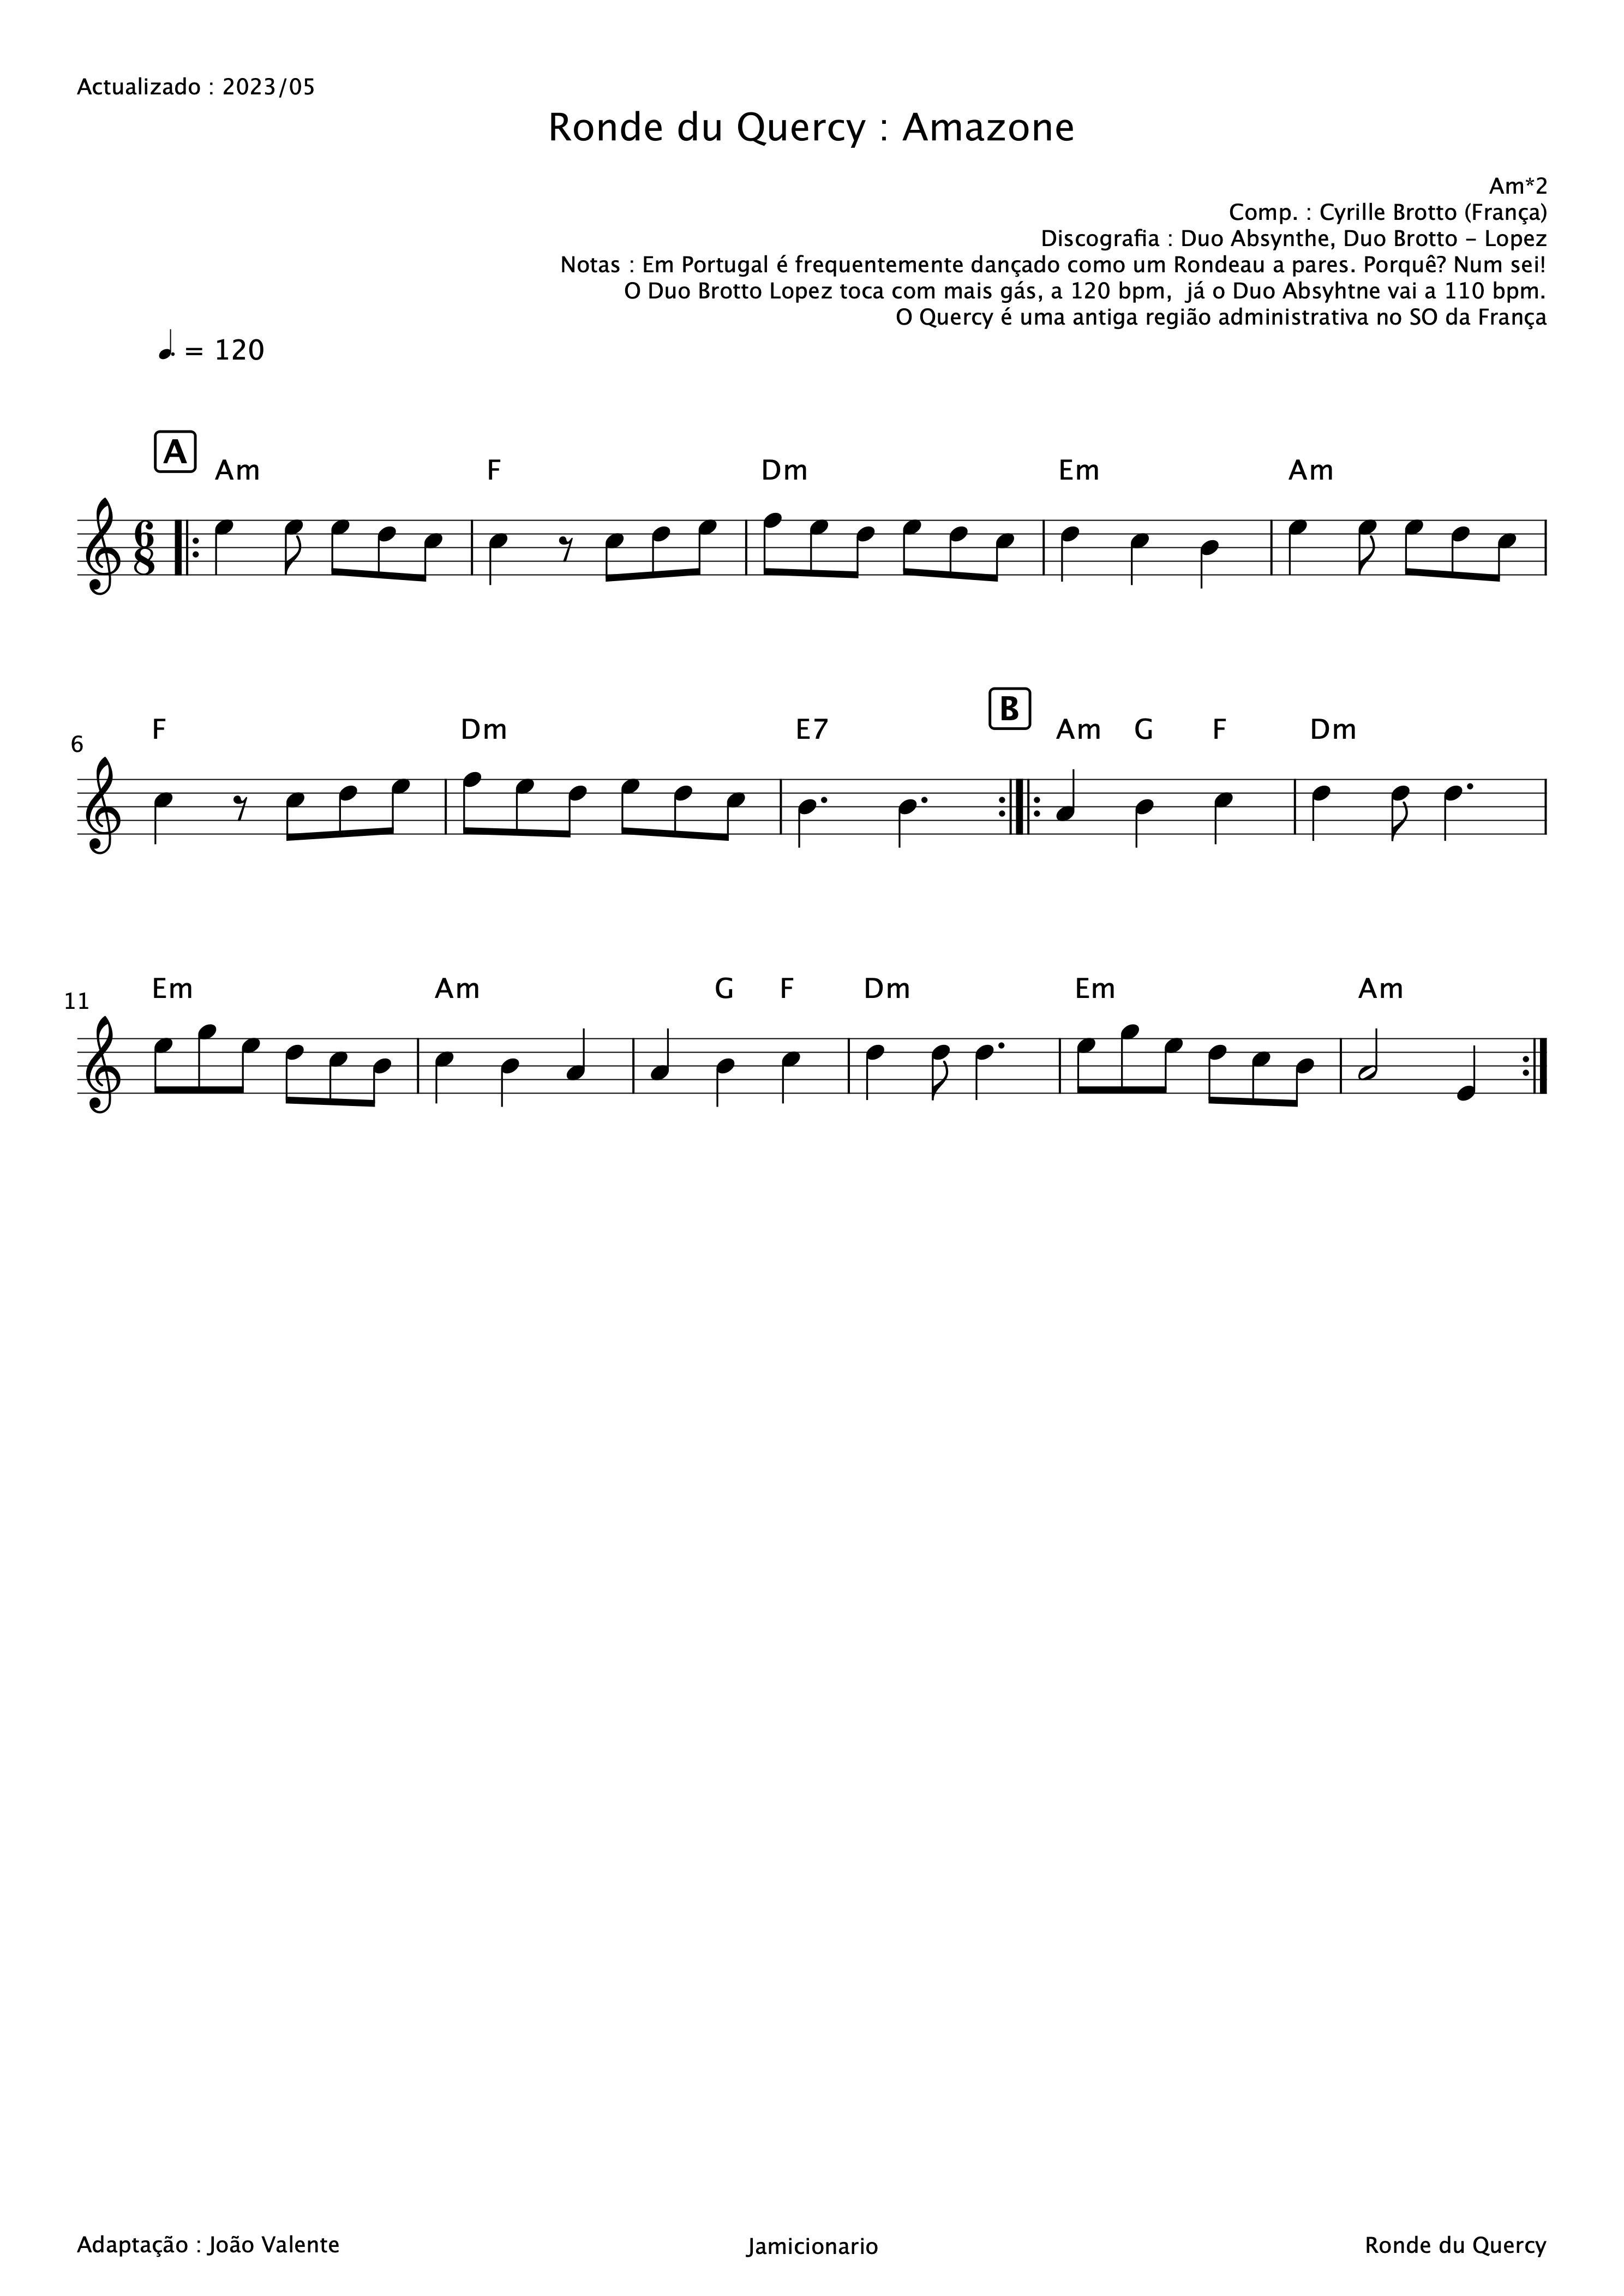 Actualizado : 2023/05
Ronde du Quercy : Amazone
Am*2
Comp. : Cyrille Brotto (França)
Discografia : Duo Absynthe, Duo Brotto - Lopez
Notas : Em Portugal é frequentemente dançado como um Rondeau a pares. Porquê? Num sei!
O Duo Brotto Lopez toca com mais gás, a 120 bpm,  já o Duo Absyhtne vai a 110 bpm.
O Quercy é uma antiga região administrativa no SO da França
= 120
A
Am F Dm Em Am
6
8
B
F Dm E7 Am G F Dm
6
Em Am G F Dm Em Am
11
Adaptação : João Valente
Jamicionario
Ronde du Quercy